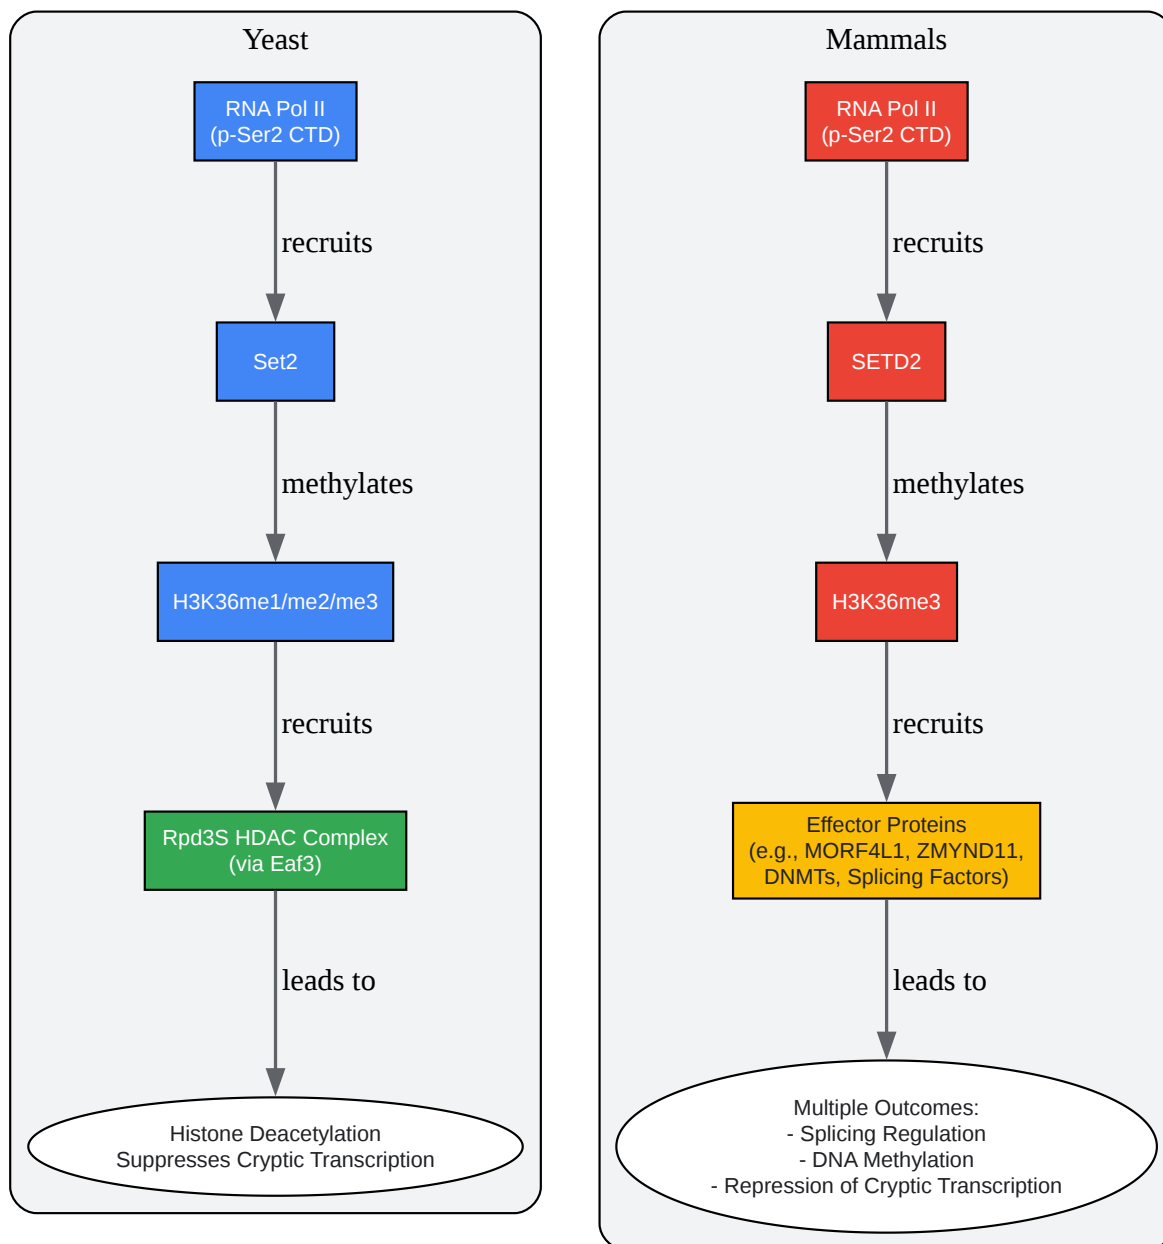 Yeast
RNA Pol II
(p-Ser2 CTD)
recruits
Set2
methylates
H3K36me1/me2/me3
recruits
Rpd3S HDAC Complex
(via Eaf3)
leads to
Histone Deacetylation
Suppresses Cryptic Transcription
Mammals
RNA Pol II
(p-Ser2 CTD)
recruits
SETD2
methylates
H3K36me3
recruits
Effector Proteins
(e.g., MORF4L1, ZMYND11,
DNMTs, Splicing Factors)
leads to
Multiple Outcomes:
- Splicing Regulation
- DNA Methylation
- Repression of Cryptic Transcription